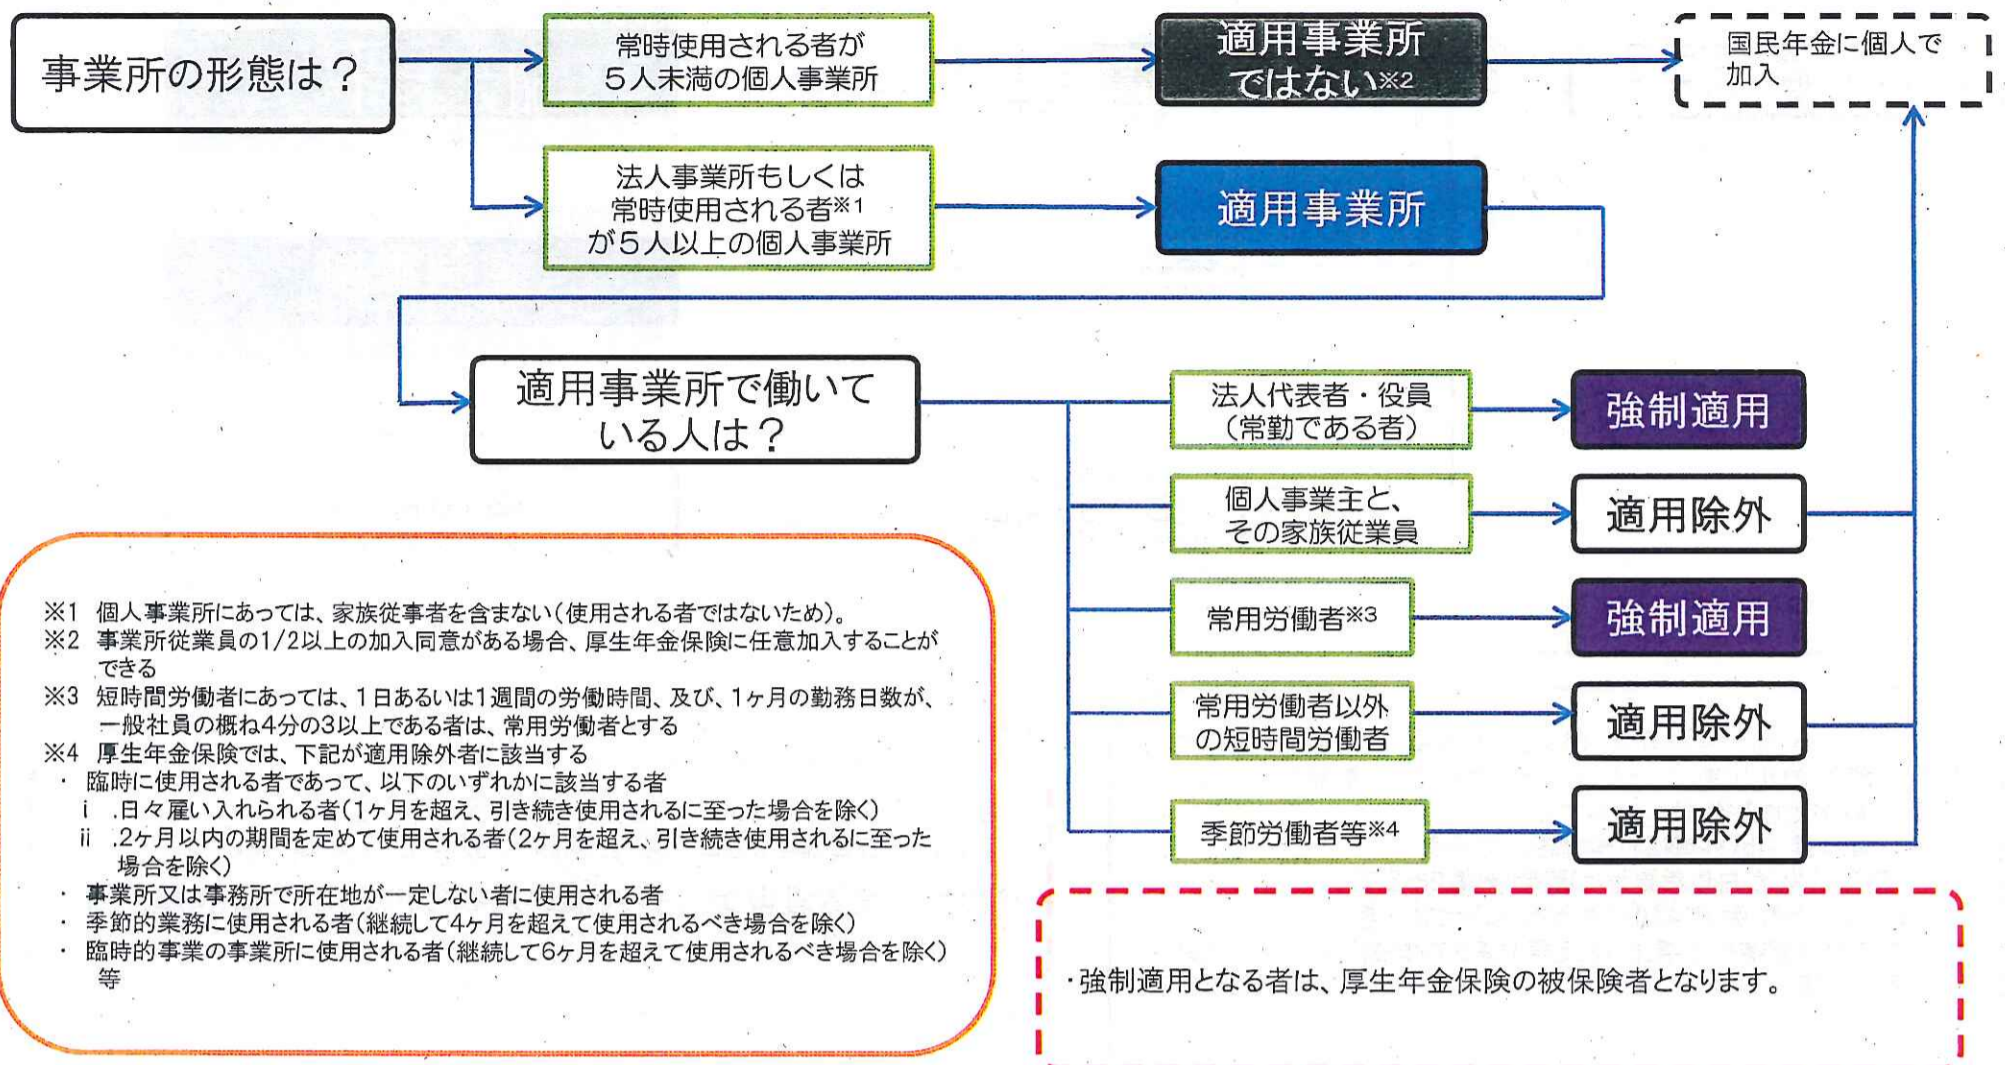 事業所の形態は？
常時使用される者が
５人未満の個人事業所
適用事業所
ではない※2
国民年金に個人で
加入
法人事業所もしくは
常時使用される者※1
が５人以上の個人事業所
適用事業所
適用事業所で働いて
いる人は？
法人代表者・役員
（常勤である者）
強制適用
個人事業主と、
その家族従業員
適用除外
常用労働者※3
強制適用
常用労働者以外
の短時間労働者
適用除外
季節労働者等※4
適用除外
※1 個人事業所にあっては、家族従事者を含まない（使用される者ではないため）。
※2 事業所従業員の1/2以上の加入同意がある場合、厚生年金保険に任意加入することが
できる
※3 短時間労働者にあっては、1日あるいは1週間の労働時間、及び、1ヶ月の勤務日数が、
一般社員の概ね4分の3以上である者は、常用労働者とする
※4 厚生年金保険では、下記が適用除外者に該当する
・ 臨時に使用される者であって、以下のいずれかに該当する者
ⅰ .日々雇い入れられる者（1ヶ月を超え、引き続き使用されるに至った場合を除く）
ⅱ .2ヶ月以内の期間を定めて使用される者（2ヶ月を超え、引き続き使用されるに至った
場合を除く）
・ 事業所又は事務所で所在地が一定しない者に使用される者
・ 季節的業務に使用される者（継続して4ヶ月を超えて使用されるべき場合を除く）
・ 臨時的事業の事業所に使用される者（継続して6ヶ月を超えて使用されるべき場合を除く）
等
・強制適用となる者は、厚生年金保険の被保険者となります。